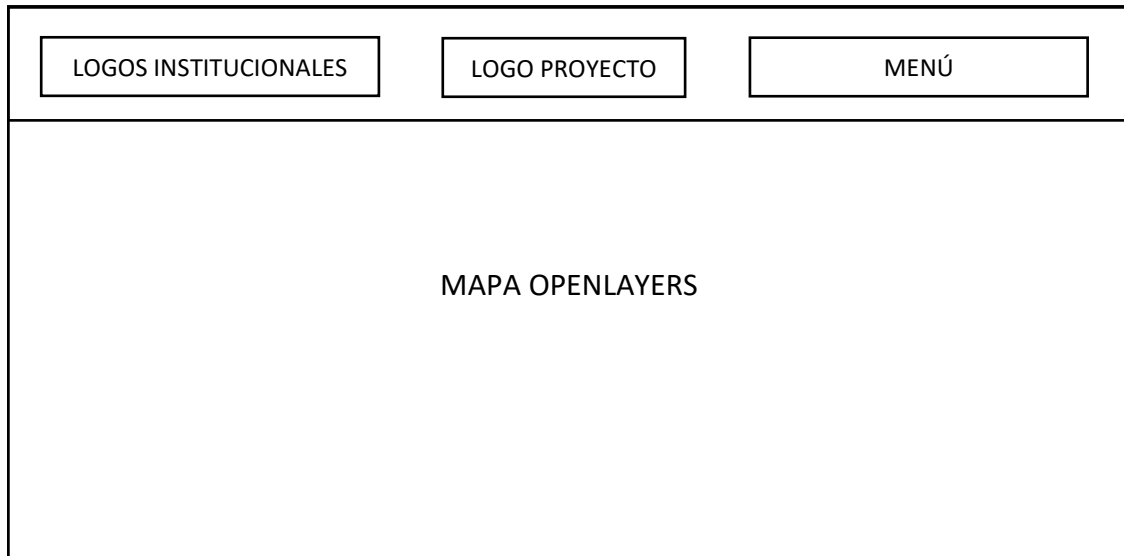 LOGOS INSTITUCIONALES
LOGO PROYECTO
MENÚ
MAPA OPENLAYERS